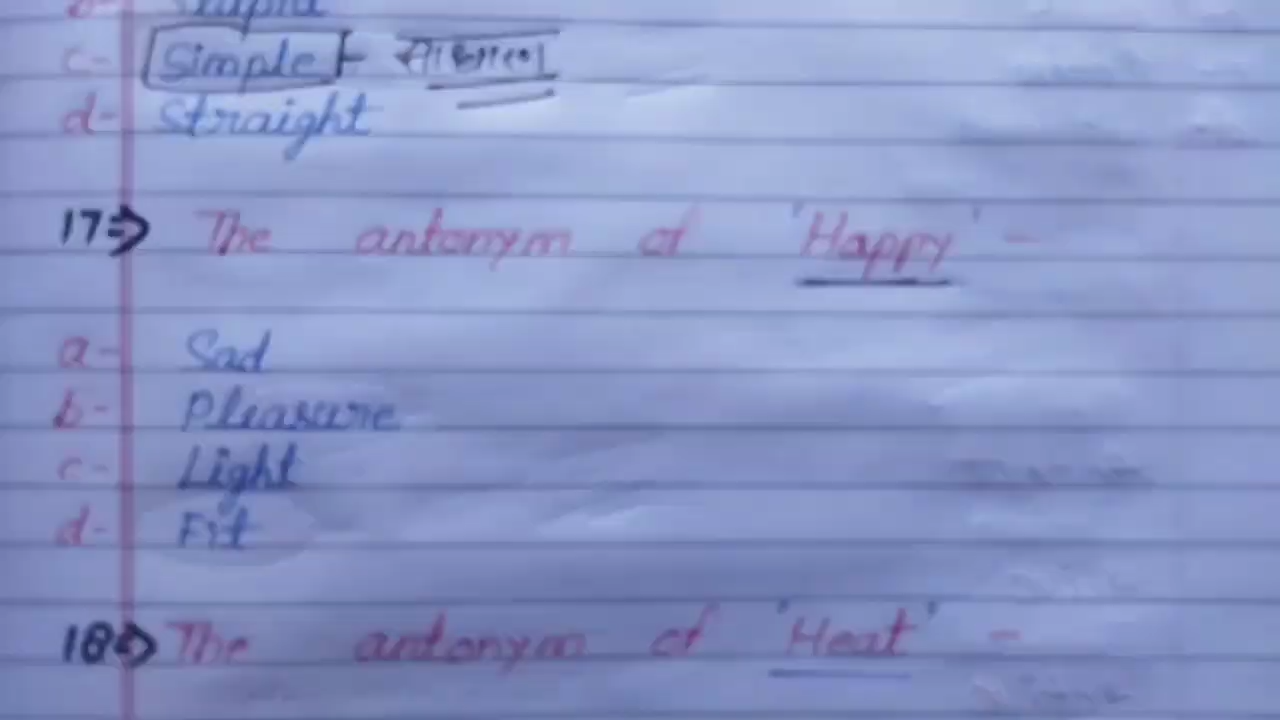 c- Simple -
d- Straight
17⇒ The antonym of 'Happy' -
a- Sad
b- Pleasure
c- Light
d- Fit
18⇒ The antonym of 'Heat' -